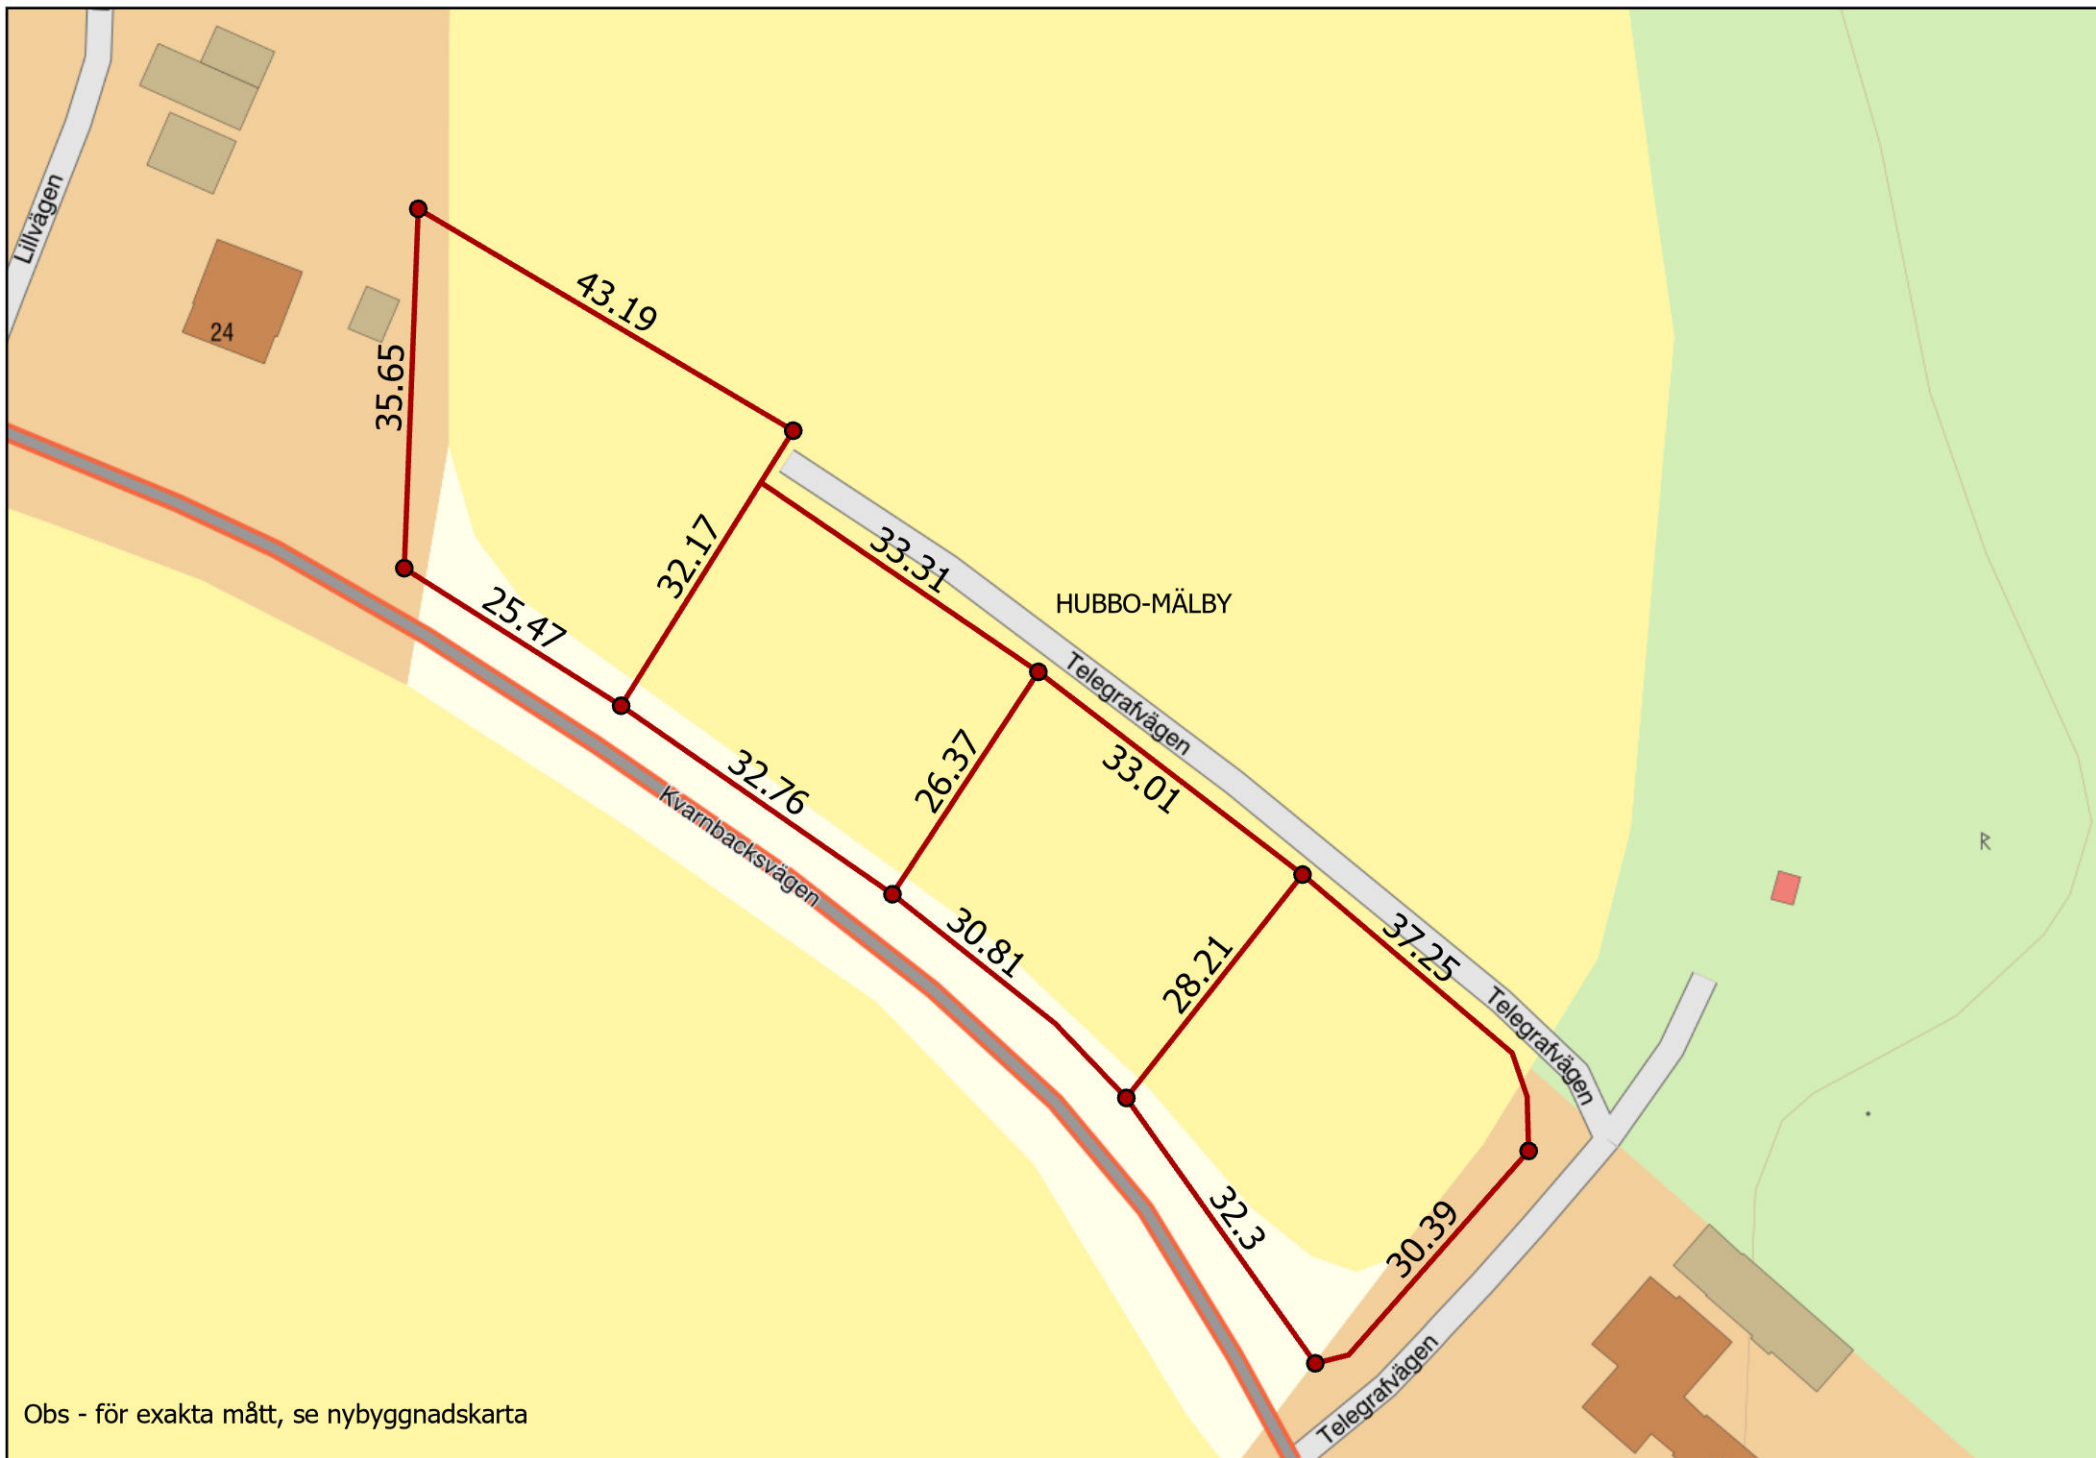 Lillvägen
24
43.19
35.65
32.17
33.31
25.47
HUBBO-MÄLBY
Telegrafvägen
32.76
26.37
33.01
Kvarnbacksvägen
R
30.81
28.21
37.25
Telegrafvägen
32.3
30.39
Telegrafvägen
Obs - för exakta mått, se nybyggnadskarta